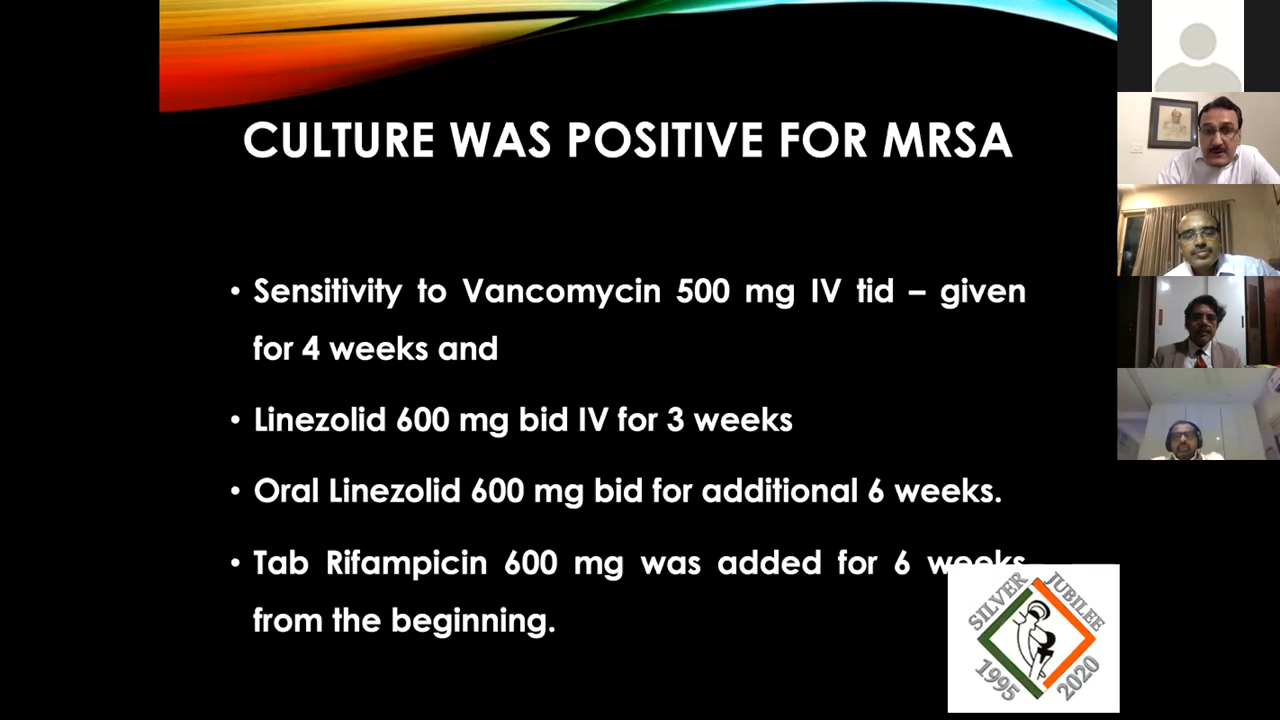 CULTURE WAS POSITIVE FOR MRSA
• Sensitivity to Vancomycin 500 mg IV tid – given
for 4 weeks and
• Linezolid 600 mg bid IV for 3 weeks
• Oral Linezolid 600 mg bid for additional 6 weeks.
• Tab Rifampicin 600 mg was added for 6 weeks
from the beginning.
SILVER JUBILEE
1995 2020